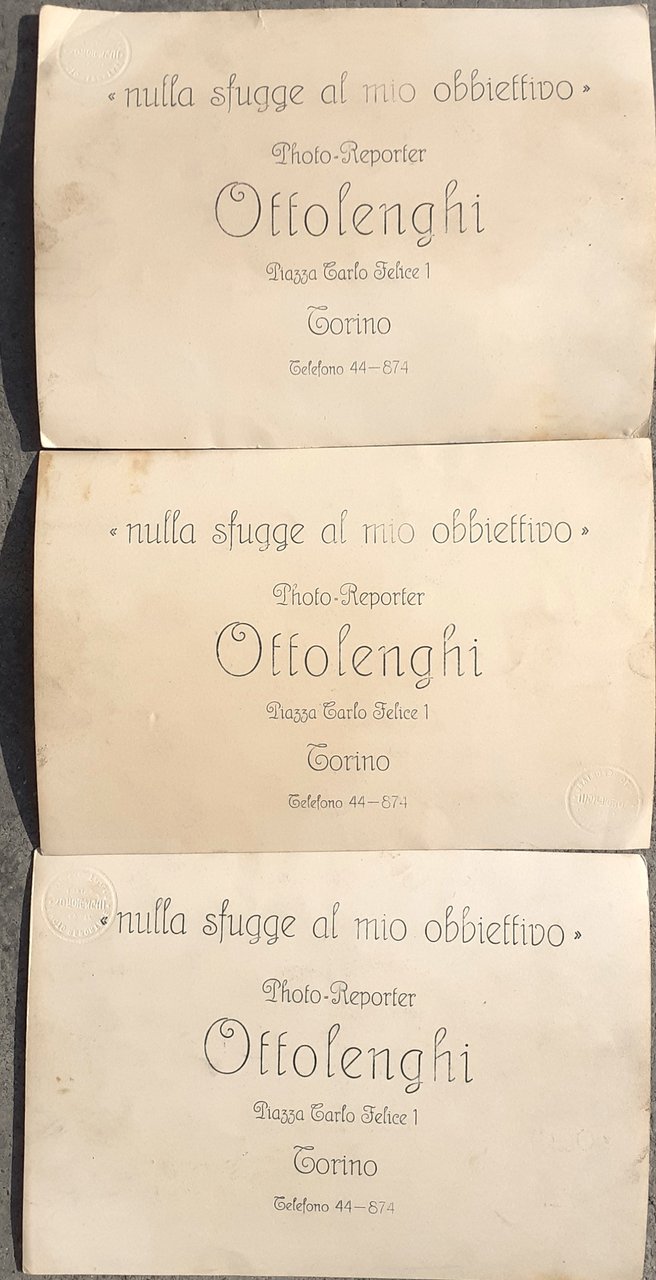 « nulla sfugge al mio obbiettivo »
Photo-Reporter
Ottolenghi
Piazza Carlo Felice 1
Torino
Telefono 44-874
« nulla sfugge al mio obbiettivo »
Photo-Reporter
Ottolenghi
Piazza Carlo Felice 1
Torino
Telefono 44-874
« nulla sfugge al mio obbiettivo »
Photo-Reporter
Ottolenghi
Piazza Carlo Felice 1
Torino
Telefono 44-874